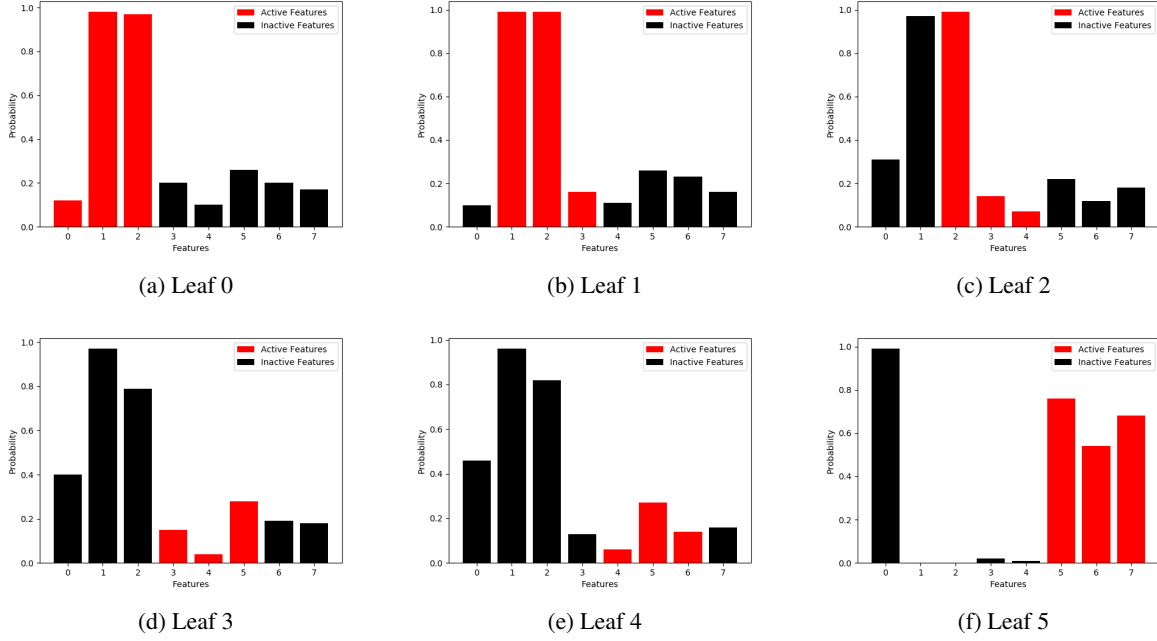 Active Features
Inactive Features
1.0
0.8
0.6
0.4
0.2
0.0
Probability
0 1 2 3 4 5 6 7
Features
(a) Leaf 0
Active Features
Inactive Features
1.0
0.8
0.6
0.4
0.2
0.0
Probability
0 1 2 3 4 5 6 7
Features
(b) Leaf 1
Active Features
Inactive Features
1.0
0.8
0.6
0.4
0.2
0.0
Probability
0 1 2 3 4 5 6 7
Features
(c) Leaf 2
Active Features
Inactive Features
1.0
0.8
0.6
0.4
0.2
0.0
Probability
0 1 2 3 4 5 6 7
Features
(d) Leaf 3
Active Features
Inactive Features
1.0
0.8
0.6
0.4
0.2
0.0
Probability
0 1 2 3 4 5 6 7
Features
(e) Leaf 4
Active Features
Inactive Features
1.0
0.8
0.6
0.4
0.2
0.0
Probability
0 1 2 3 4 5 6 7
Features
(f) Leaf 5